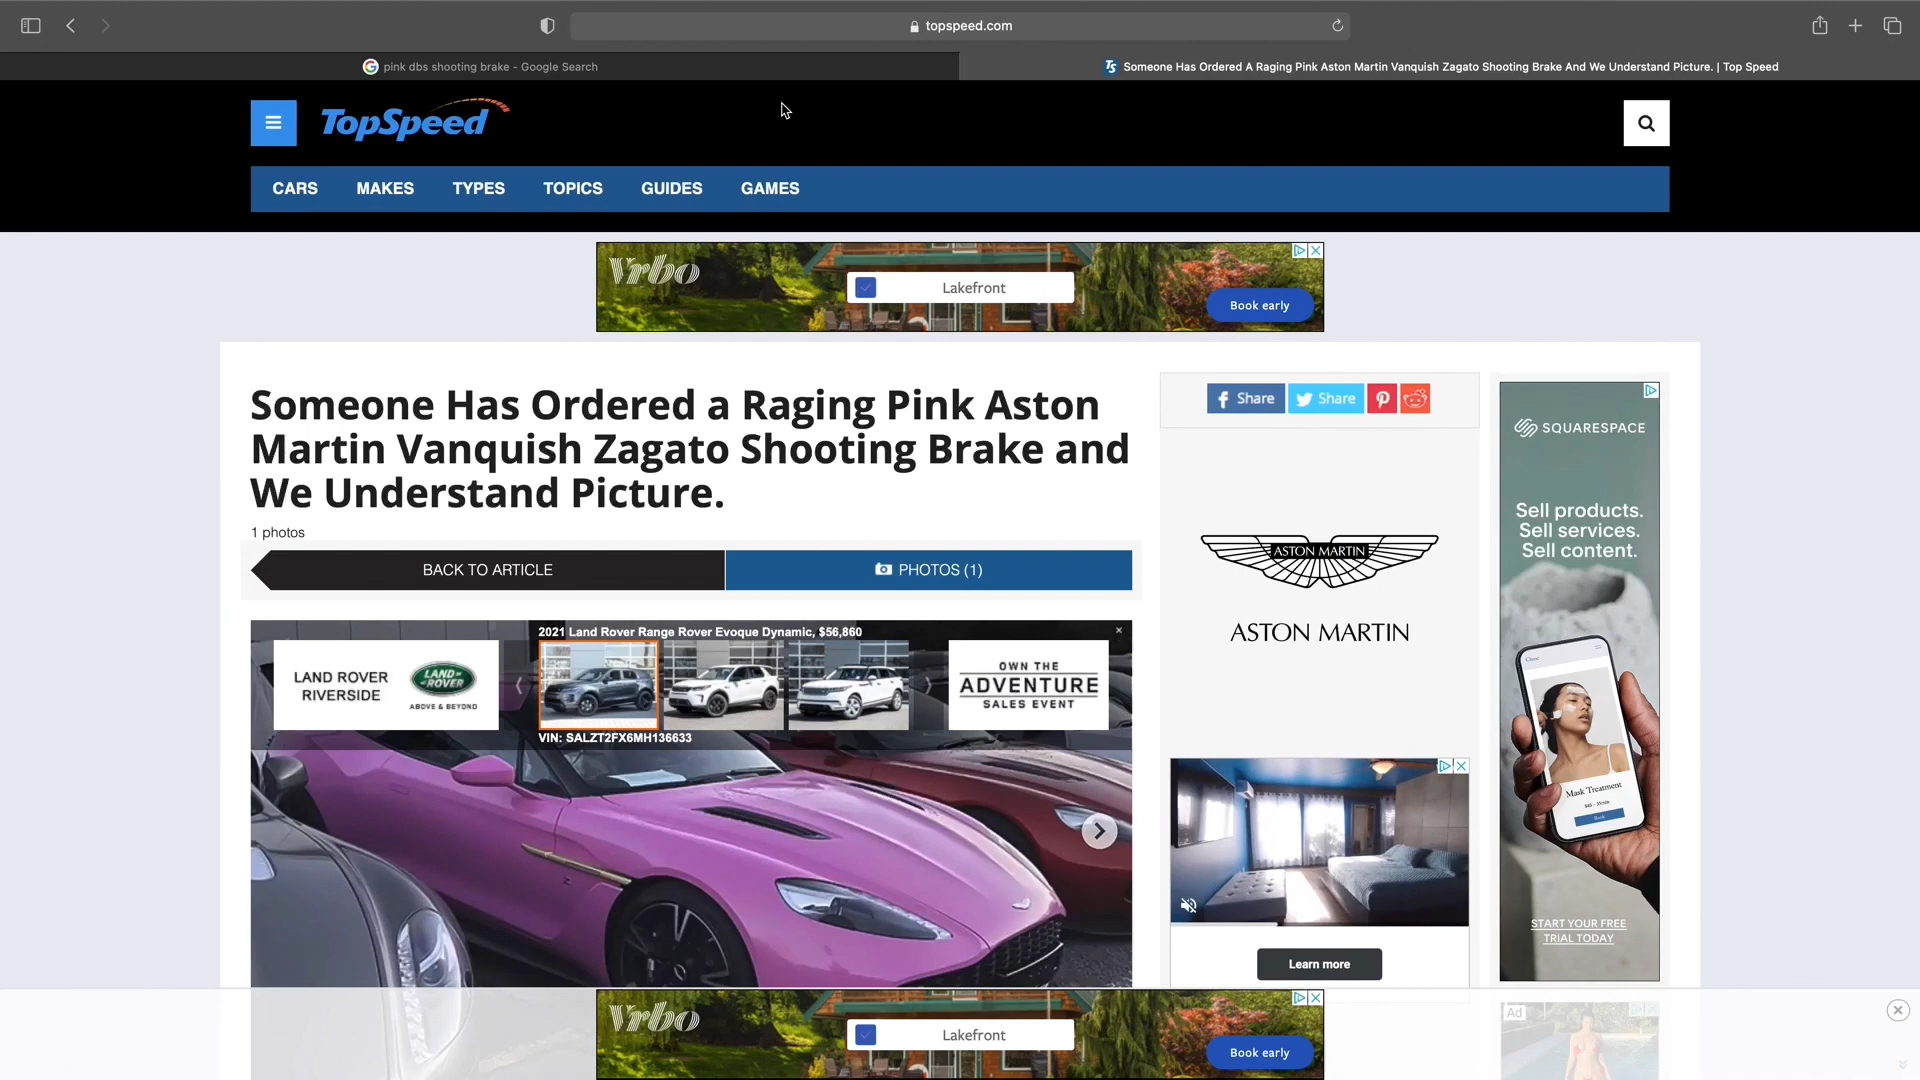 topspeed.com
pink dbs shooting brake - Google Search
TS Someone Has Ordered A Raging Pink Aston Martin Vanquish Zagato Shooting Brake And We Understand Picture. | Top Speed
TopSpeed
CARS MAKES TYPES TOPICS GUIDES GAMES
Vrbo
Lakefront
Book early
Someone Has Ordered a Raging Pink Aston
Martin Vanquish Zagato Shooting Brake and
We Understand Picture.
1 photos
BACK TO ARTICLE
PHOTOS (1)
2021 Land Rover Range Rover Evoque Dynamic, $56,860
LAND ROVER
RIVERSIDE
LAND-
ROVER
ABOVE & BEYOND
OWN THE
ADVENTURE
SALES EVENT
VIN: SALZT2FX6MH136633
Share Share
ASTON MARTIN
ASTON MARTIN
Learn more
SQUARESPACE
Sell products.
Sell services.
Sell content.
Mask Treatment
Book
START YOUR FREE
TRIAL TODAY
Vrbo
Lakefront
Book early
Ad